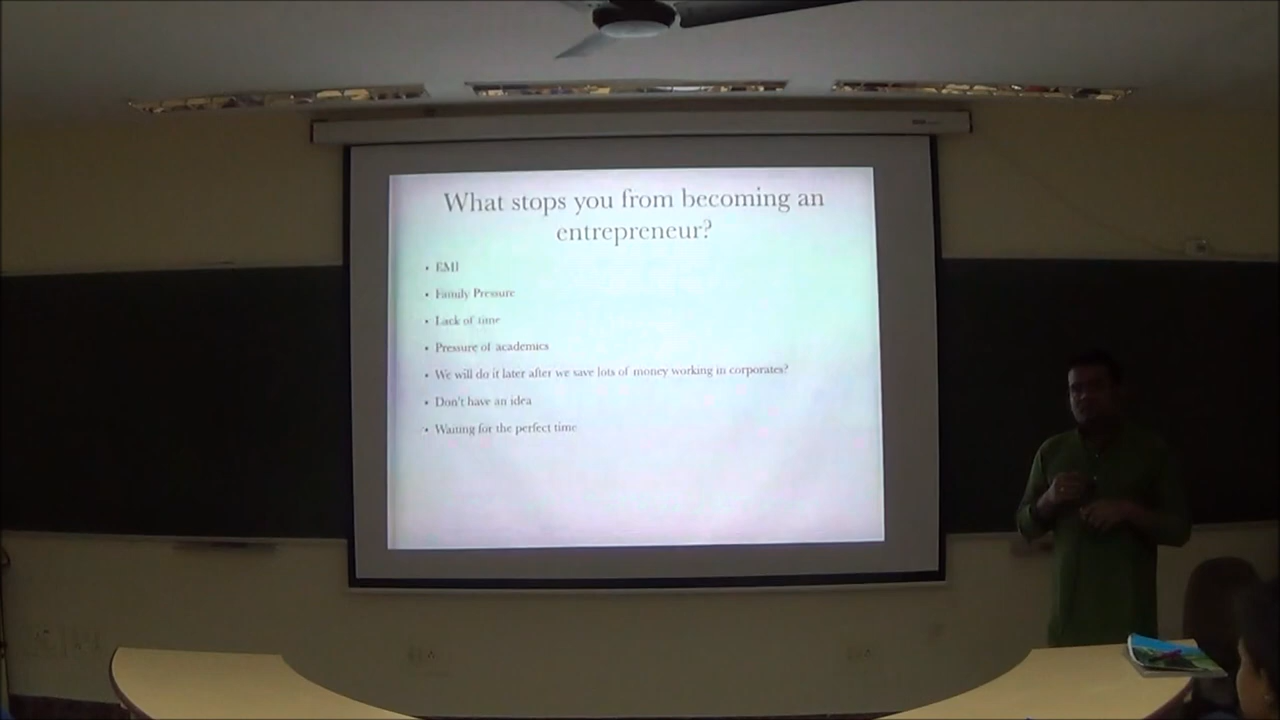 What stops you from becoming an
entrepreneur?
• EMI
• Family Pressure
• Lack of time
• Pressure of academics
• We will do it later after we save lots of money working in corporates?
• Don't have an idea
• Waiting for the perfect time